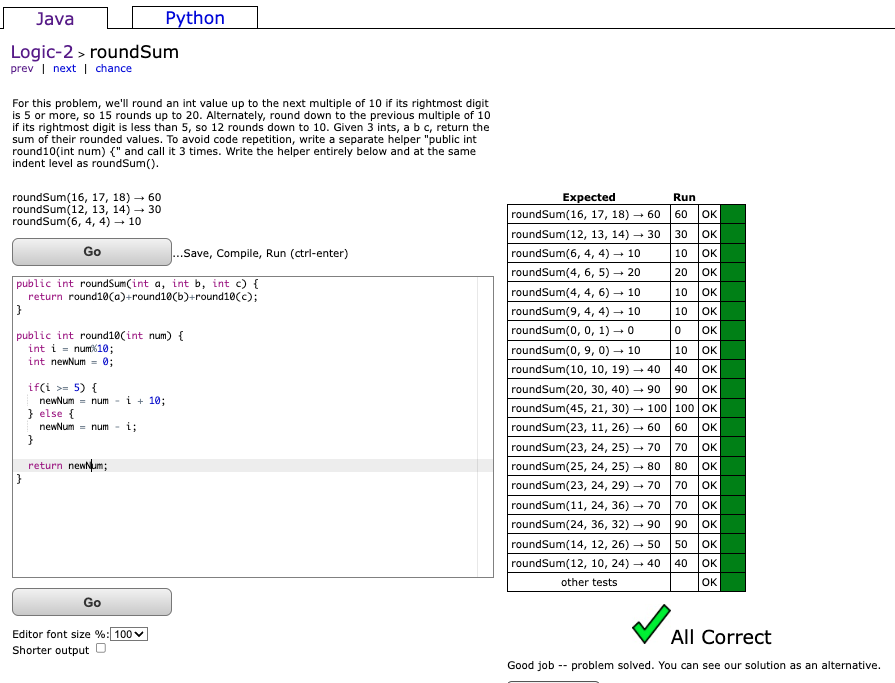 Java
Python
Logic-2 > roundSum
prev | next | chance
For this problem, we'll round an int value up to the next multiple of 10 if its rightmost digit
is 5 or more, so 15 rounds up to 20. Alternately, round down to the previous multiple of 10
if its rightmost digit is less than 5, so 12 rounds down to 10. Given 3 ints, a b c, return the
sum of their rounded values. To avoid code repetition, write a separate helper "public int
round10(int num) {" and call it 3 times. Write the helper entirely below and at the same
indent level as roundSum().
roundSum(16, 17, 18) → 60
roundSum(12, 13, 14) → 30
roundSum(6, 4, 4) → 10
Go
...Save, Compile, Run (ctrl-enter)
public int roundSum(int a, int b, int c) {
  return round10(a)+round10(b)+round10(c);
}
public int round10(int num) {
  int i = num%10;
  int newNum = 0;
  if(i >= 5) {
    newNum = num - i + 10;
  } else {
    newNum = num - i;
  }
  return newNum;
}
Go
Editor font size %: 100
Shorter output
Expected Run
roundSum(16, 17, 18) → 60 60 OK
roundSum(12, 13, 14) → 30 30 OK
roundSum(6, 4, 4) → 10 10 OK
roundSum(4, 6, 5) → 20 20 OK
roundSum(4, 4, 6) → 10 10 OK
roundSum(9, 4, 4) → 10 10 OK
roundSum(0, 0, 1) → 0 0 OK
roundSum(0, 9, 0) → 10 10 OK
roundSum(10, 10, 19) → 40 40 OK
roundSum(20, 30, 40) → 90 90 OK
roundSum(45, 21, 30) → 100 100 OK
roundSum(23, 11, 26) → 60 60 OK
roundSum(23, 24, 25) → 70 70 OK
roundSum(25, 24, 25) → 80 80 OK
roundSum(23, 24, 29) → 70 70 OK
roundSum(11, 24, 36) → 70 70 OK
roundSum(24, 36, 32) → 90 90 OK
roundSum(14, 12, 26) → 50 50 OK
roundSum(12, 10, 24) → 40 40 OK
other tests OK
All Correct
Good job -- problem solved. You can see our solution as an alternative.